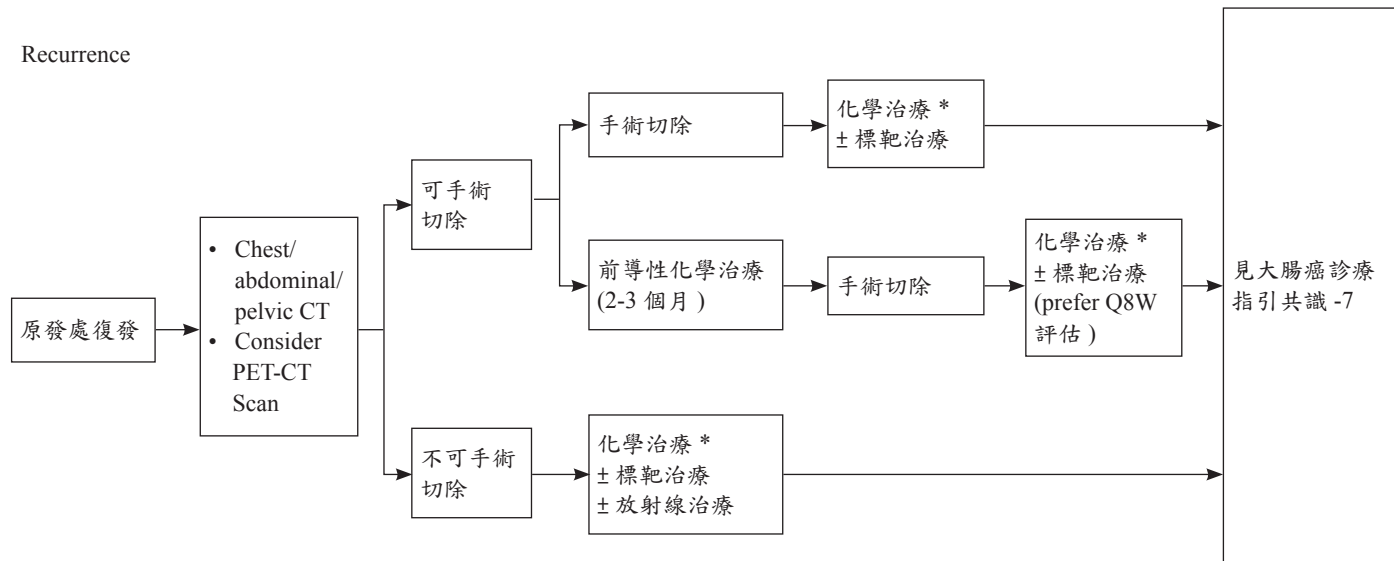 Recurrence
原發處復發
• Chest/
abdominal/
pelvic CT
• Consider
PET-CT
Scan
可手術
切除
手術切除
化學治療 *
± 標靶治療
前導性化學治療
(2-3 個月 )
手術切除
化學治療 *
± 標靶治療
(prefer Q8W
評估 )
不可手術
切除
化學治療 *
± 標靶治療
± 放射線治療
見大腸癌診療
指引共識 -7